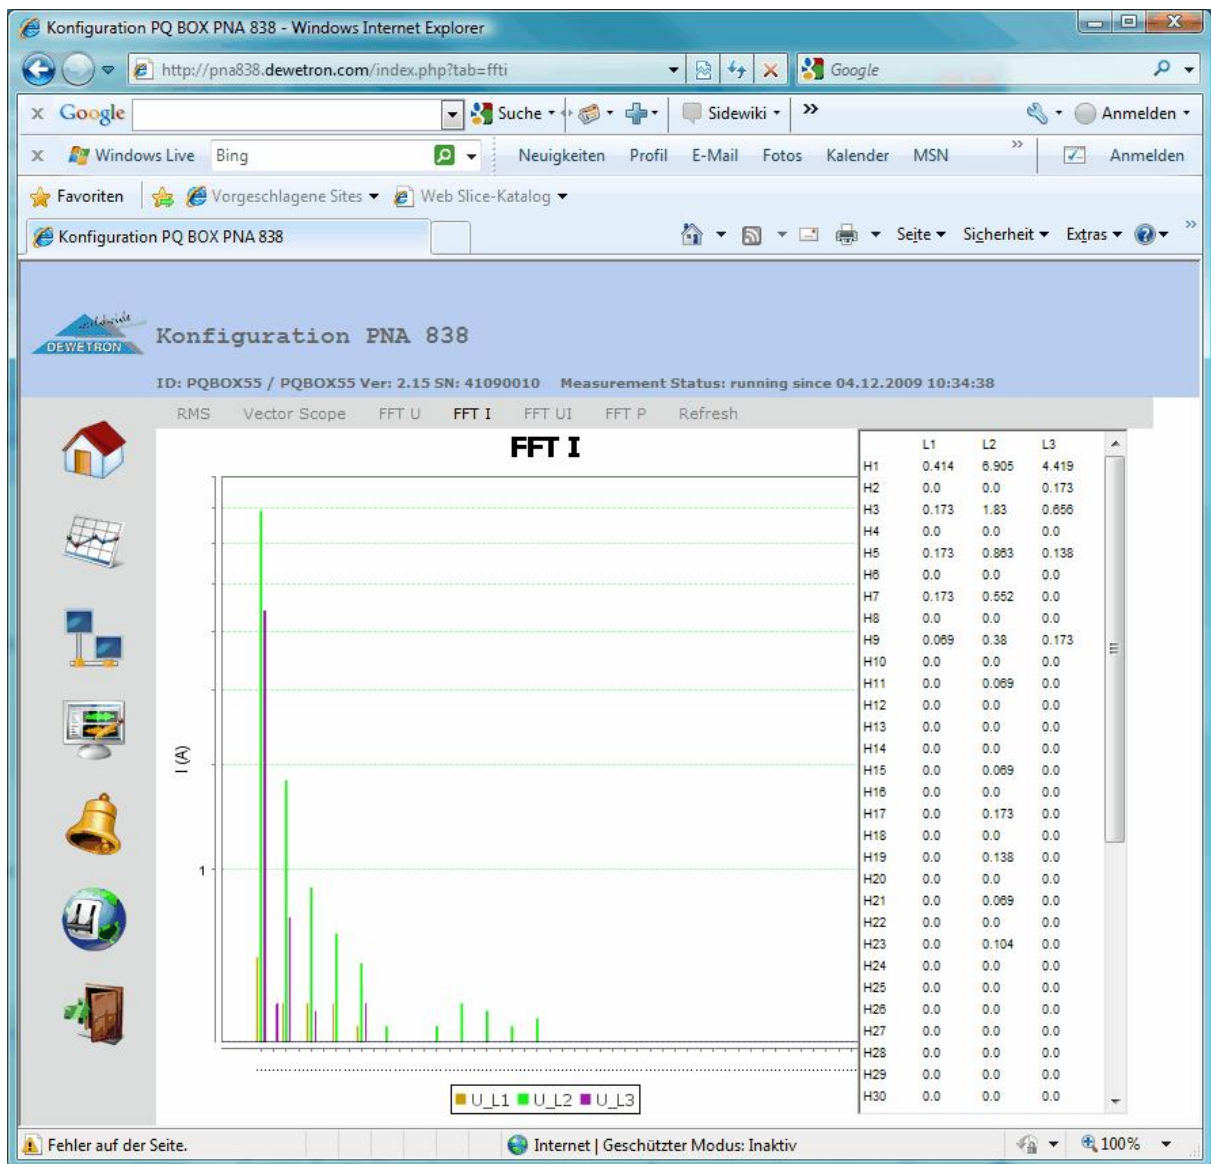 Konfiguration PQ BOX PNA 838 - Windows Internet Explorer
http://pna838.dewetron.com/index.php?tab=ffti Google
x Google Suche Sidewiki » Anmelden
x Windows Live Bing Neuigkeiten Profil E-Mail Fotos Kalender MSN » Anmelden
Favoriten Vorgeschlagene Sites Web Slice-Katalog
Konfiguration PQ BOX PNA 838 Seite Sicherheit Extras »
DEWETRON
Konfiguration PNA 838
ID: PQBOX55 / PQBOX55 Ver: 2.15 SN: 41090010 Measurement Status: running since 04.12.2009 10:34:38
RMS Vector Scope FFT U FFT I FFT UI FFT P Refresh
FFT I
I (A)
1
U_L1 U_L2 U_L3
L1 L2 L3
H1 0.414 6.905 4.419
H2 0.0 0.0 0.173
H3 0.173 1.83 0.656
H4 0.0 0.0 0.0
H5 0.173 0.863 0.138
H6 0.0 0.0 0.0
H7 0.173 0.552 0.0
H8 0.0 0.0 0.0
H9 0.069 0.38 0.173
H10 0.0 0.0 0.0
H11 0.0 0.069 0.0
H12 0.0 0.0 0.0
H13 0.0 0.0 0.0
H14 0.0 0.0 0.0
H15 0.0 0.069 0.0
H16 0.0 0.0 0.0
H17 0.0 0.173 0.0
H18 0.0 0.0 0.0
H19 0.0 0.138 0.0
H20 0.0 0.0 0.0
H21 0.0 0.069 0.0
H22 0.0 0.0 0.0
H23 0.0 0.104 0.0
H24 0.0 0.0 0.0
H25 0.0 0.0 0.0
H26 0.0 0.0 0.0
H27 0.0 0.0 0.0
H28 0.0 0.0 0.0
H29 0.0 0.0 0.0
H30 0.0 0.0 0.0
Fehler auf der Seite. Internet | Geschützter Modus: Inaktiv 100%